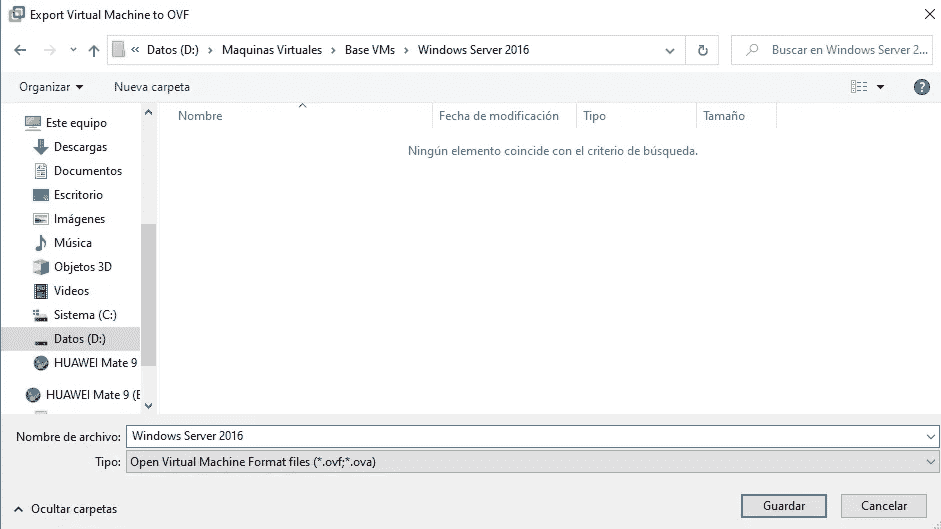 Export Virtual Machine to OVF
« Datos (D:) > Maquinas Virtuales > Base VMs > Windows Server 2016
Buscar en Windows Server 2...
Organizar
Nueva carpeta
Nombre
Fecha de modificación
Tipo
Tamaño
Este equipo
Descargas
Documentos
Escritorio
Imágenes
Música
Objetos 3D
Videos
Sistema (C:)
Datos (D:)
HUAWEI Mate 9
HUAWEI Mate 9 (E
Ningún elemento coincide con el criterio de búsqueda.
Nombre de archivo: Windows Server 2016
Tipo: Open Virtual Machine Format files (*.ovf;*.ova)
Ocultar carpetas
Guardar
Cancelar